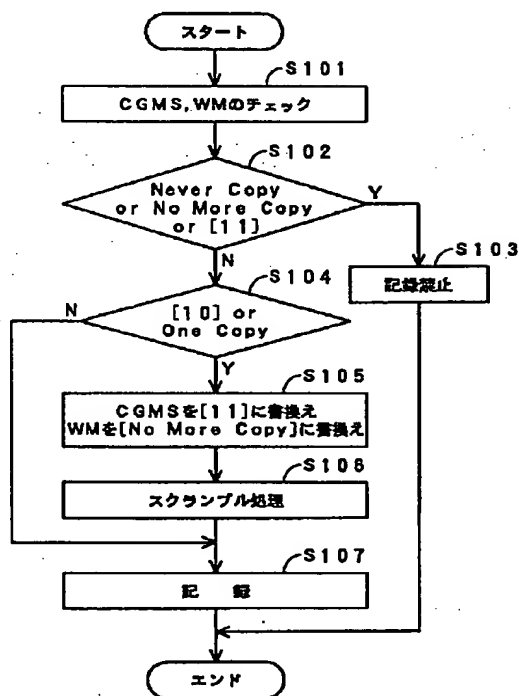 スタート
S101
CGMS,WMのチェック
S102
Never Copy
or No More Copy
or [11]
Y
N
S103
記録禁止
S104
N
[10] or
One Copy
Y
S105
CGMSを[11]に書換え
WMを[No More Copy]に書換え
S106
スクランブル処理
S107
記 録
エンド